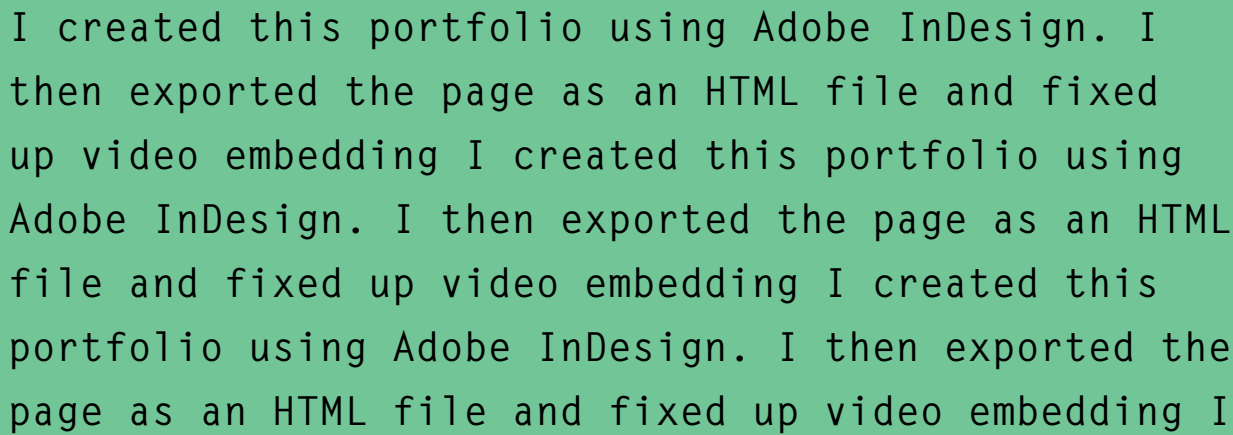 I created this portfolio using Adobe InDesign. I
then exported the page as an HTML file and fixed
up video embedding I created this portfolio using
Adobe InDesign. I then exported the page as an HTML
file and fixed up video embedding I created this
portfolio using Adobe InDesign. I then exported the
page as an HTML file and fixed up video embedding I